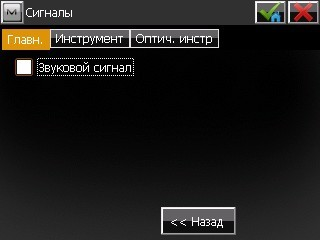 M Сигналы
Главн. Инструмент Оптич. инстр
Звуковой сигнал
<< Назад